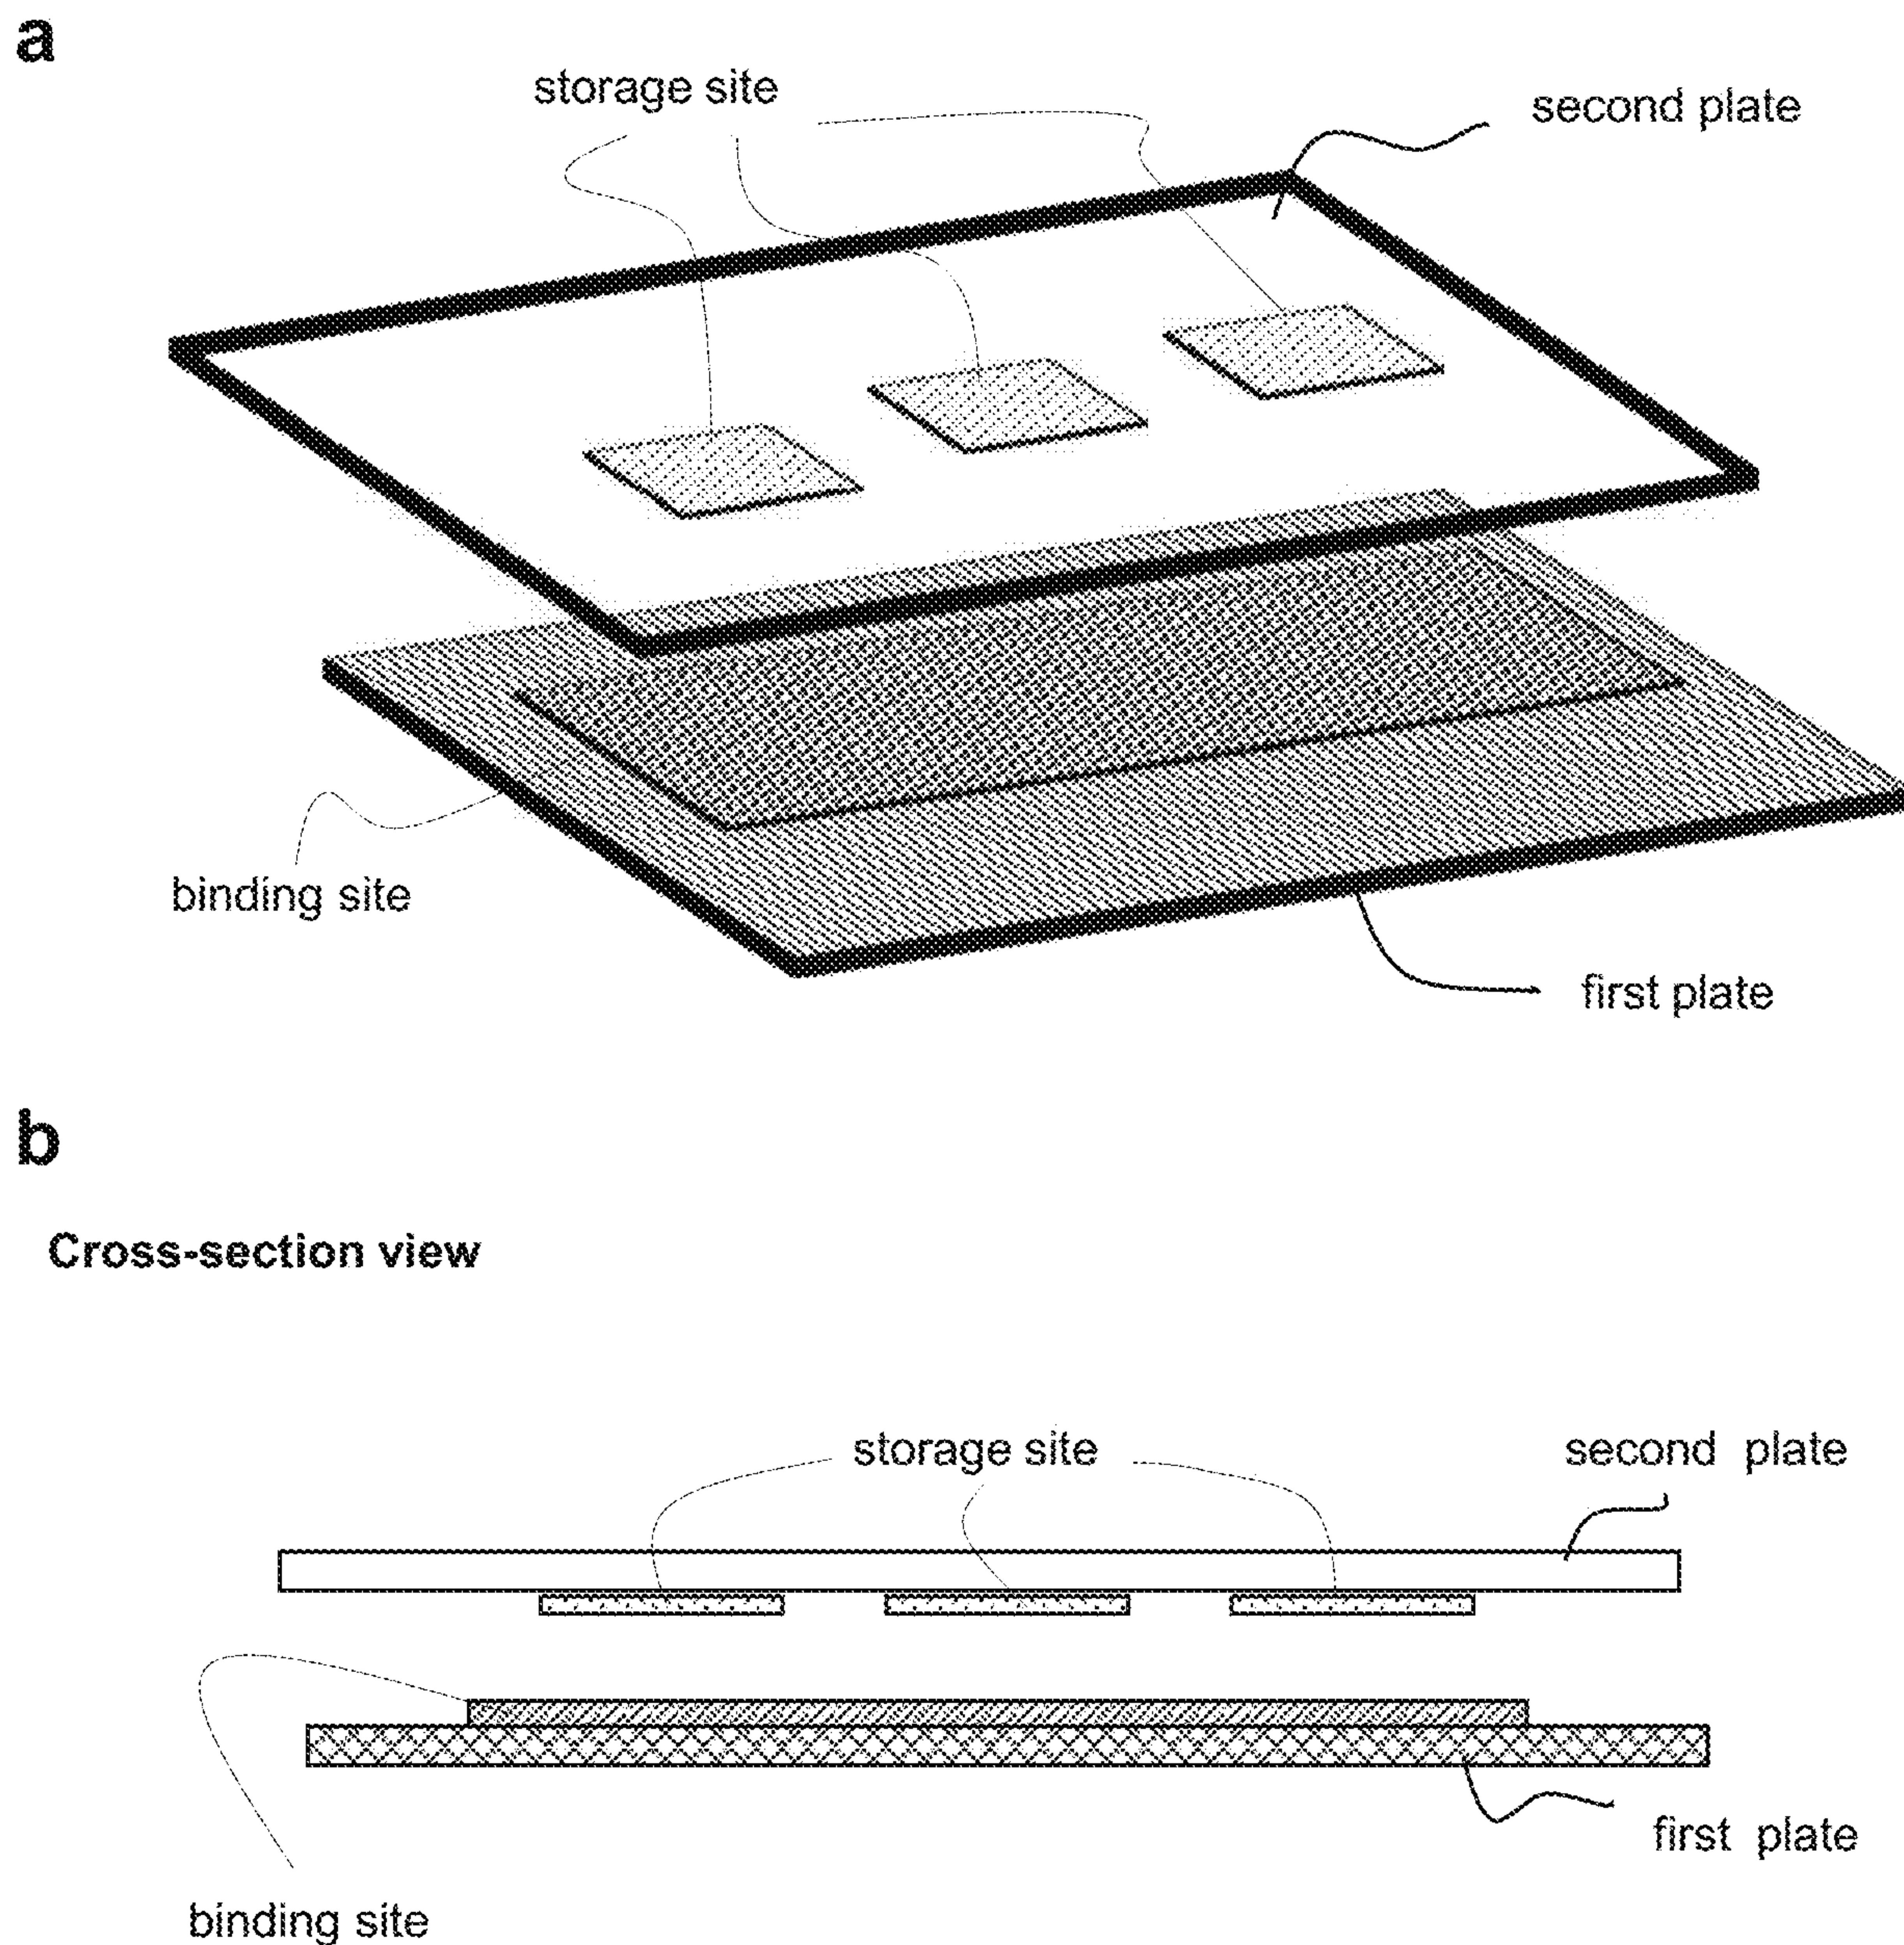 a
storage site
second plate
binding site
first plate
b
Cross-section view
storage site
second plate
first plate
binding site